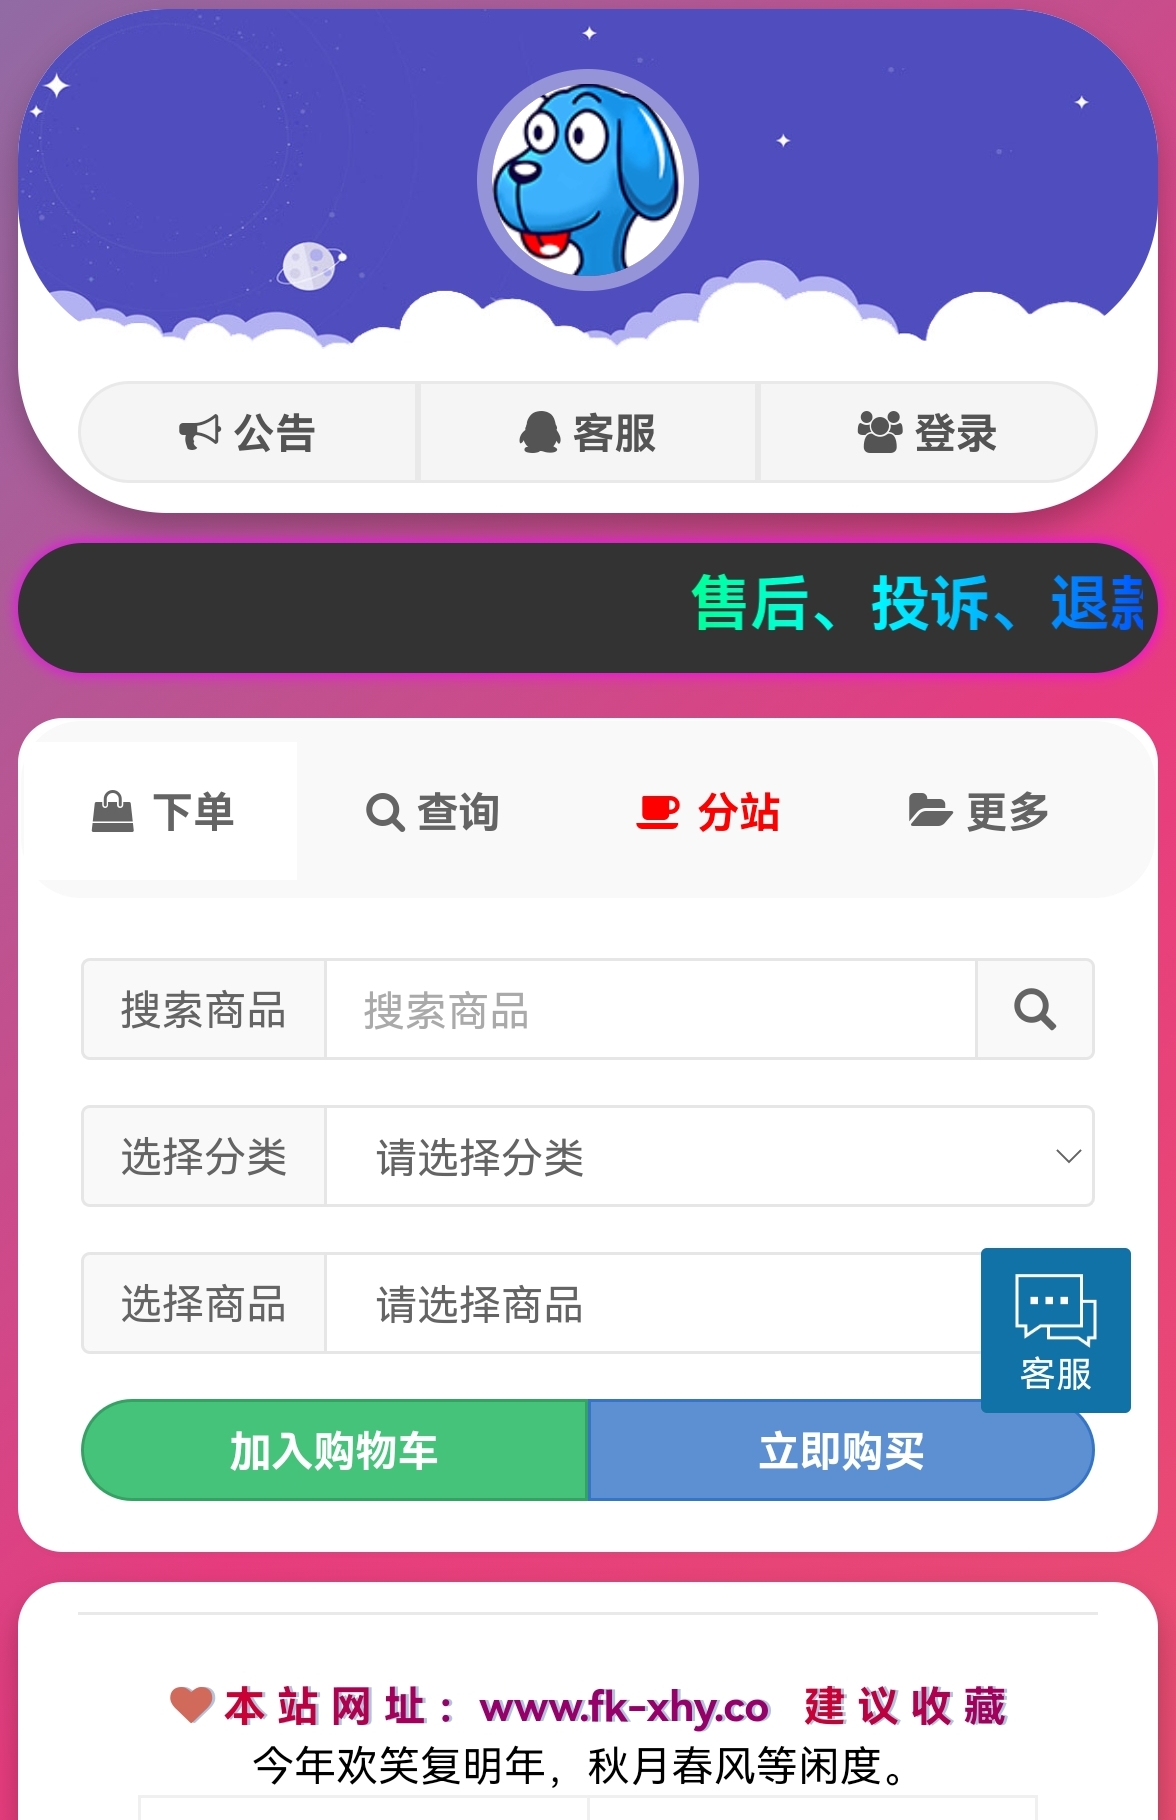 公告 客服 登录
售后、投诉、退款
下单 查询 分站 更多
搜索商品 搜索商品
选择分类 请选择分类
选择商品 请选择商品
客服
加入购物车 立即购买
本站网址：www.fk-xhy.co 建议收藏
今年欢笑复明年，秋月春风等闲度。